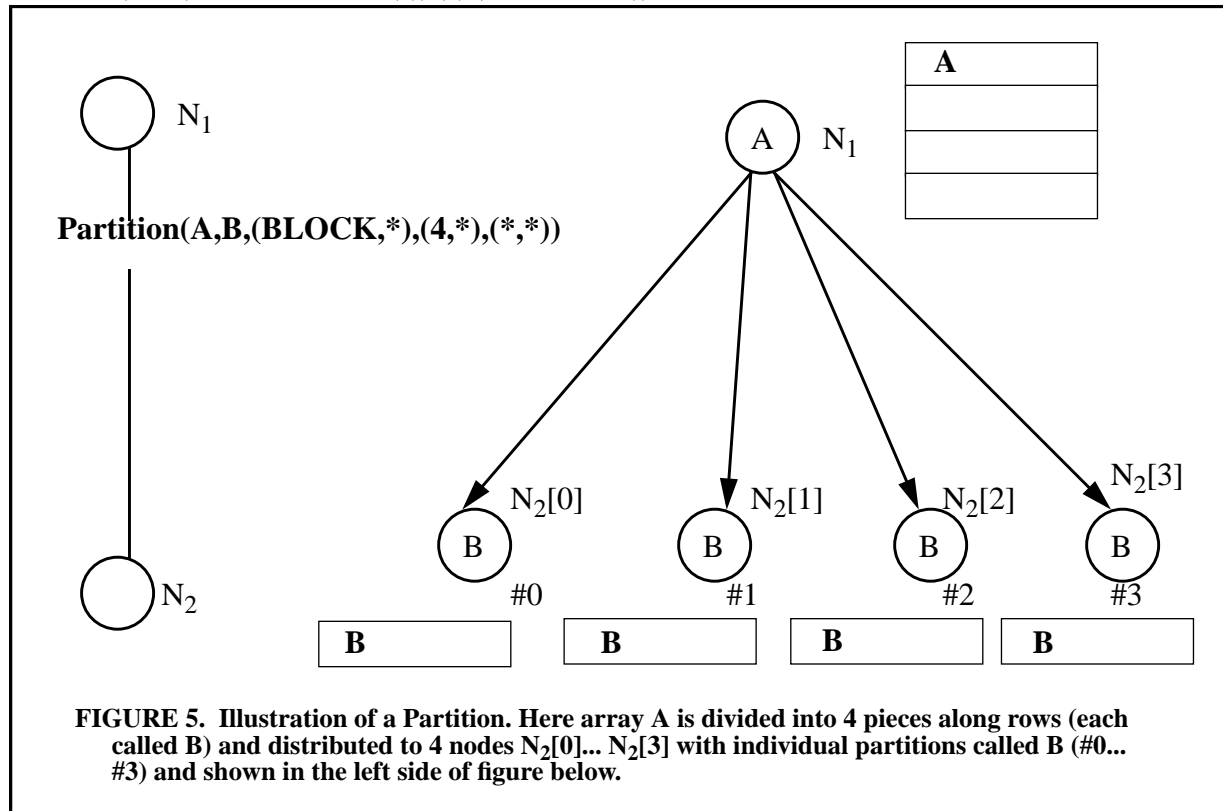 N1
A
A
N1
Partition(A,B,(BLOCK,*),(4,*),(*,*))
N2[0]
N2[1]
N2[2]
N2[3]
B
B
B
B
N2
#0
#1
#2
#3
B
B
B
B
FIGURE 5. Illustration of a Partition. Here array A is divided into 4 pieces along rows (each
called B) and distributed to 4 nodes N2[0]... N2[3] with individual partitions called B (#0...
#3) and shown in the left side of figure below.